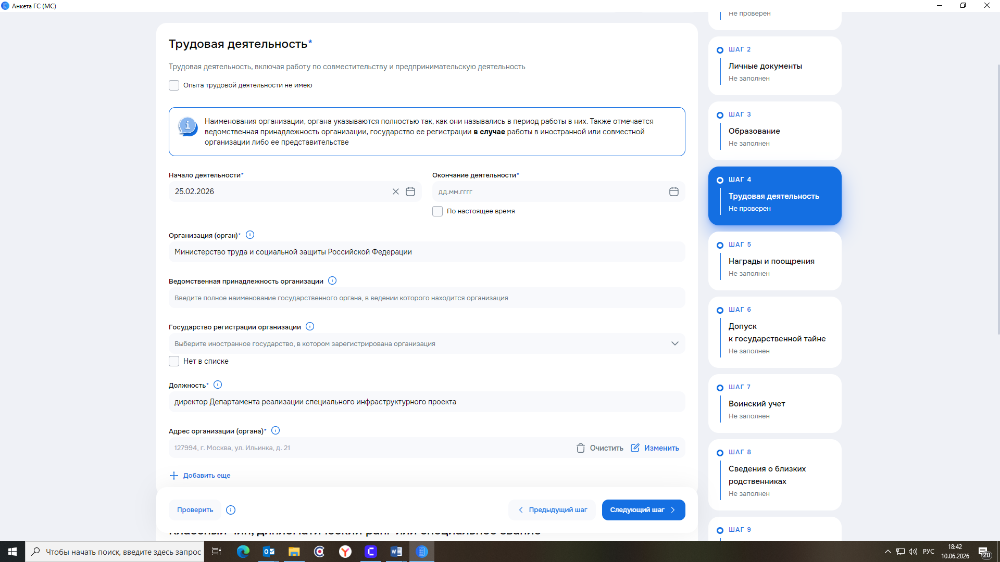 Анкета ГС (МС)
Не проверен
Трудовая деятельность*
Трудовая деятельность, включая работу по совместительству и предпринимательскую деятельность
Опыта трудовой деятельности не имею
Наименования организации, органа указываются полностью так, как они назывались в период работы в них. Также отмечается
ведомственная принадлежность организации, государство ее регистрации в случае работы в иностранной или совместной
организации либо ее представительстве
Начало деятельности*
Окончание деятельности*
25.02.2026
дд.мм.гггг
По настоящее время
Организация (орган)*
Министерство труда и социальной защиты Российской Федерации
Ведомственная принадлежность организации
Введите полное наименование государственного органа, в ведении которого находится организация
Государство регистрации организации
Выберите иностранное государство, в котором зарегистрирована организация
Нет в списке
Должность*
директор Департамента реализации специального инфраструктурного проекта
Адрес организации (органа)*
127994, г. Москва, ул. Ильинка, д. 21
Очистить
Изменить
Добавить еще
Проверить
Предыдущий шаг
Следующий шаг
Классный чин, дипломатический ранг или специальное звание
ШАГ 2
Личные документы
Не заполнен
ШАГ 3
Образование
Не заполнен
ШАГ 4
Трудовая деятельность
Не проверен
ШАГ 5
Награды и поощрения
Не заполнен
ШАГ 6
Допуск
к государственной тайне
Не заполнен
ШАГ 7
Воинский учет
Не заполнен
ШАГ 8
Сведения о близких
родственниках
Не заполнен
ШАГ 9
Чтобы начать поиск, введите здесь запрос
РУС
18:42
10.06.2026
20